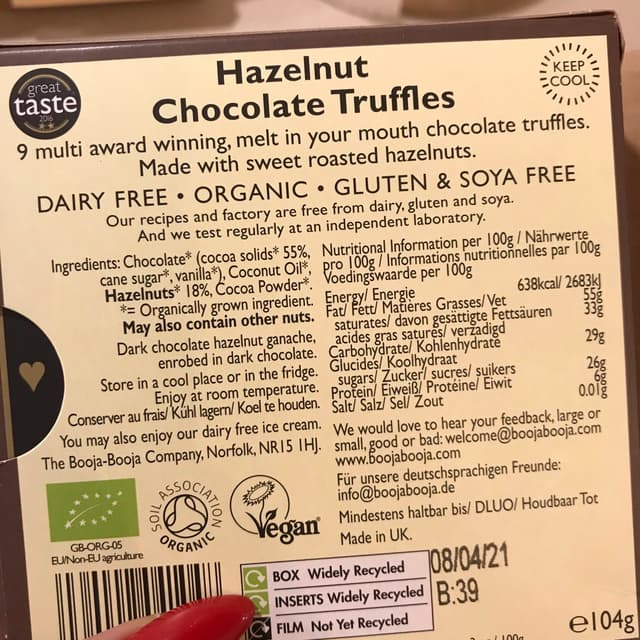 great
taste
2016
KEEP
COOL
Hazelnut
Chocolate Truffles
9 multi award winning, melt in your mouth chocolate truffles.
Made with sweet roasted hazelnuts.
DAIRY FREE • ORGANIC • GLUTEN & SOYA FREE
Our recipes and factory are free from dairy, gluten and soya.
And we test regularly at an independent laboratory.
Ingredients: Chocolate* (cocoa solids* 55%,
cane sugar*, vanilla*), Coconut Oil*,
Hazelnuts* 18%, Cocoa Powder*.
*= Organically grown ingredient.
May also contain other nuts.
Dark chocolate hazelnut ganache,
enrobed in dark chocolate.
Store in a cool place or in the fridge.
Enjoy at room temperature.
Conserver au frais/ Kühl lagern/ Koel te houden.
You may also enjoy our dairy free ice cream.
The Booja-Booja Company, Norfolk, NR15 1HJ.
Nutritional Information per 100g / Nährwerte
pro 100g / Informations nutritionnelles par 100g
Voedingswaarde per 100g
Energy/ Energie 638kcal/ 2683kJ
Fat/ Fett/ Matières Grasses/ Vet 55g
saturates/ davon gesättigte Fettsäuren 33g
acides gras saturés/ verzadigd
Carbohydrate/ Kohlenhydrate 29g
Glucides/ Koolhydraat
sugars/ Zucker/ sucres/ suikers 26g
Protein/ Eiweiß/ Protéine/ Eiwit 6g
Salt/ Salz/ Sel/ Zout 0.01g
We would love to hear your feedback, large or
small, good or bad: welcome@boojabooja.com
www.boojabooja.com
Für unsere deutschsprachigen Freunde:
info@boojabooja.de
Mindestens haltbar bis/ DLUO/ Houdbaar Tot
Made in UK.
GB-ORG-05
EU/Non-EU agriculture
SOIL ASSOCIATION
ORGANIC
Vegan
BOX Widely Recycled
INSERTS Widely Recycled
FILM Not Yet Recycled
08/04/21
B:39
e104g